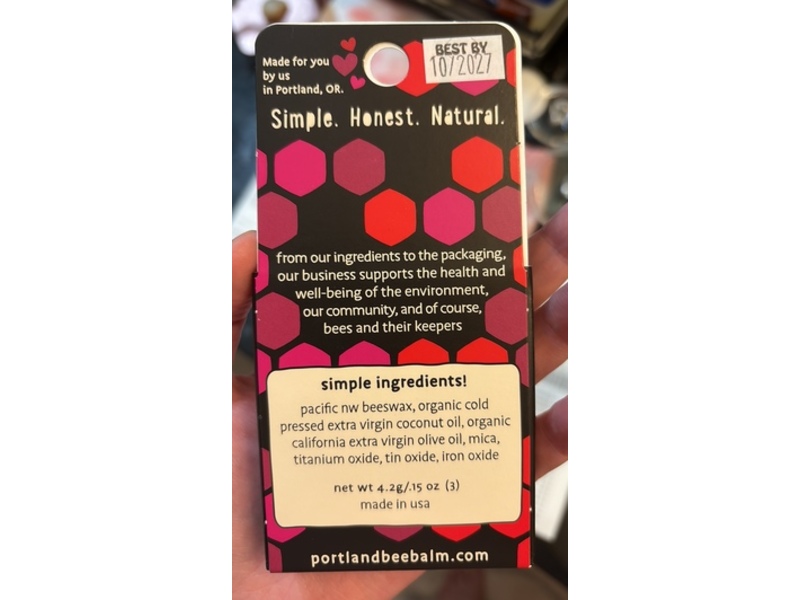 Made for you
by us
in Portland, OR.
BEST BY
10/2027
Simple. Honest. Natural.
from our ingredients to the packaging,
our business supports the health and
well-being of the environment,
our community, and of course,
bees and their keepers
simple ingredients!
pacific nw beeswax, organic cold
pressed extra virgin coconut oil, organic
california extra virgin olive oil, mica,
titanium oxide, tin oxide, iron oxide
net wt 4.2g/.15 oz (3)
made in usa
portlandbeebalm.com